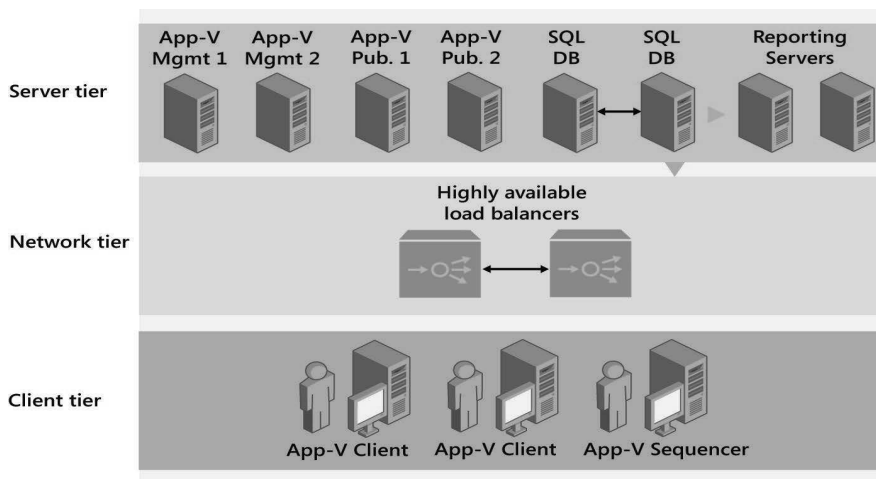 Server tier
App-V
Mgmt 1
App-V
Mgmt 2
App-V
Pub. 1
App-V
Pub. 2
SQL
DB
SQL
DB
Reporting
Servers
Network tier
Highly available
load balancers
Client tier
App-V Client
App-V Client
App-V Sequencer